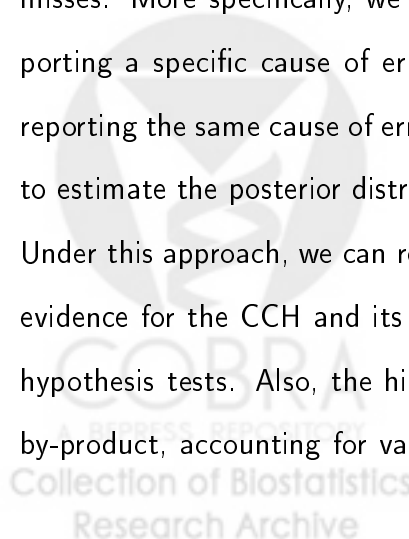 misses. More specifically, we
porting a specific cause of er
reporting the same cause of er
to estimate the posterior distr
Under this approach, we can r
evidence for the CCH and its
hypothesis tests. Also, the hi
by-product, accounting for va
COBRA
A BEPRESS REPOSITORY
Collection of Biostatistics
Research Archive